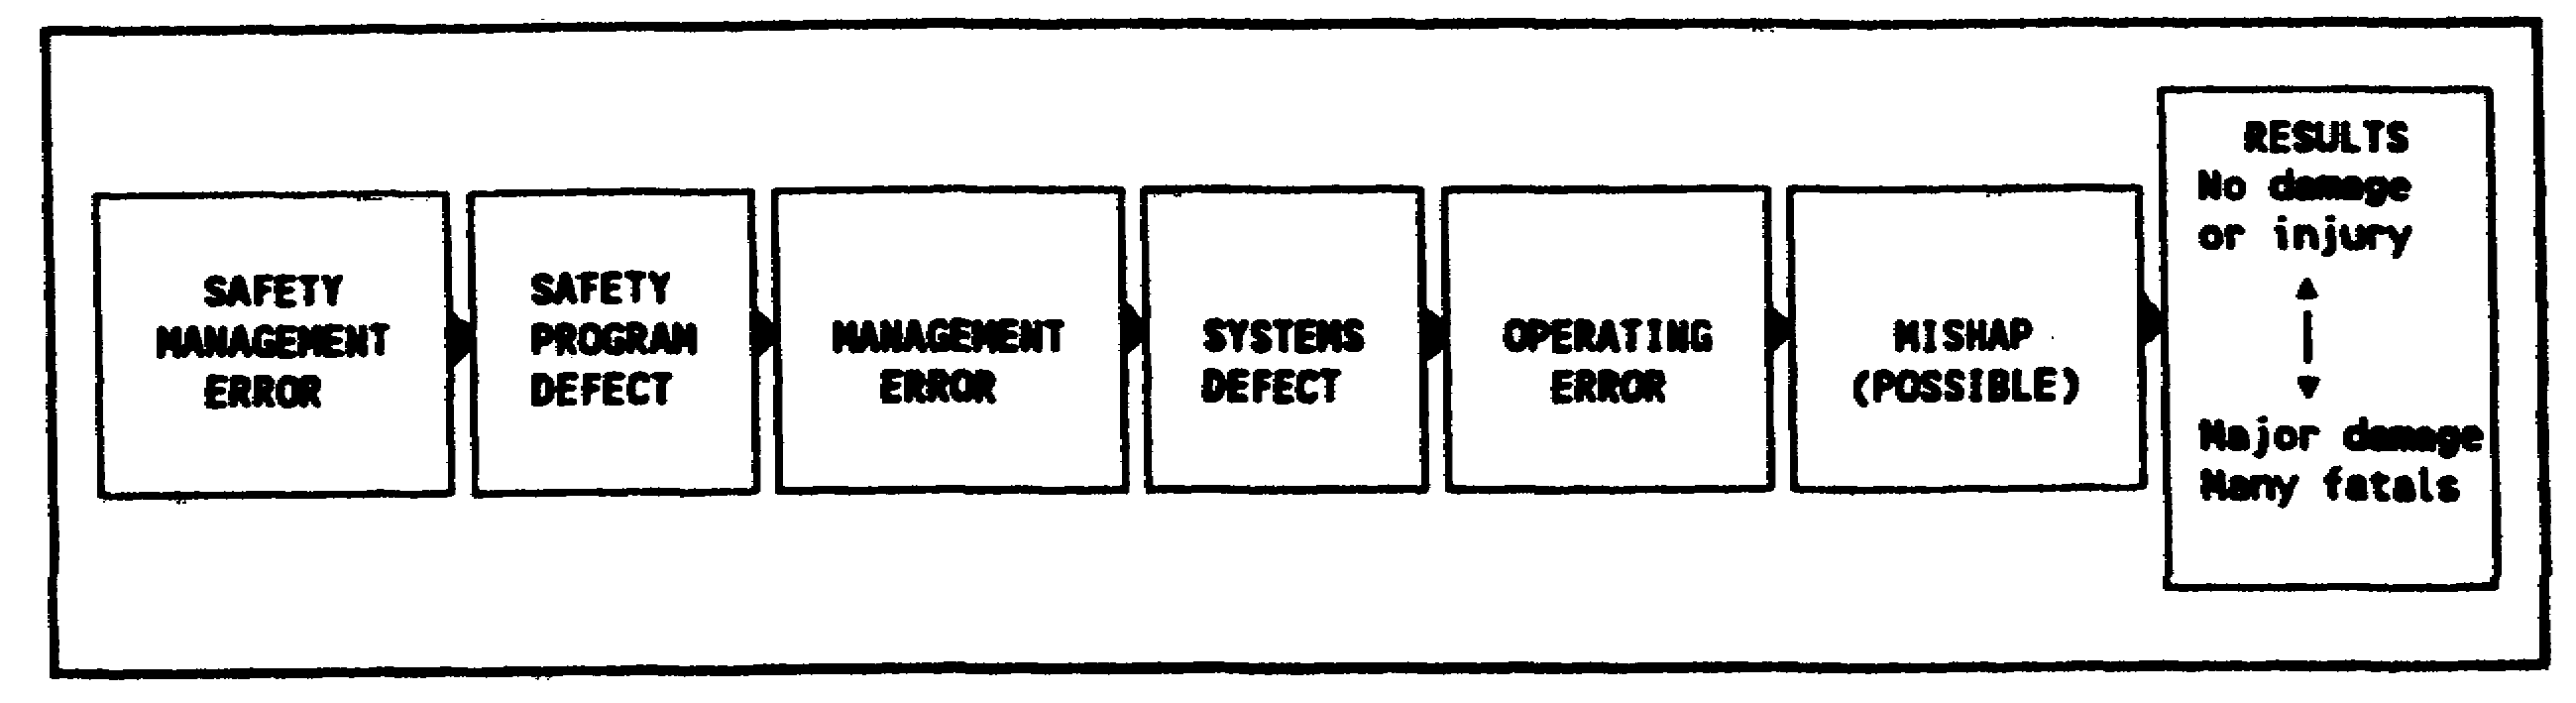 SAFETY
MANAGEMENT
ERROR
SAFETY
PROGRAM
DEFECT
MANAGEMENT
ERROR
SYSTEMS
DEFECT
OPERATING
ERROR
MISHAP
(POSSIBLE)
RESULTS
No damage
or injury
Major damage
Many fatals